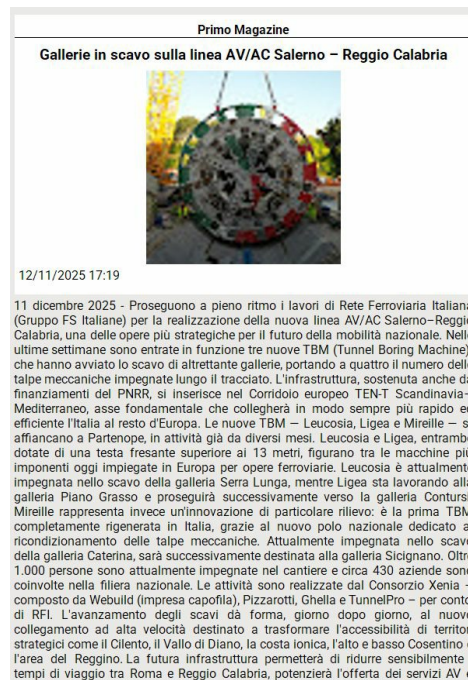 Primo Magazine
Gallerie in scavo sulla linea AV/AC Salerno – Reggio Calabria
12/11/2025 17:19
11 dicembre 2025 - Proseguono a pieno ritmo i lavori di Rete Ferroviaria Italiana
(Gruppo FS Italiane) per la realizzazione della nuova linea AV/AC Salerno–Reggio
Calabria, una delle opere più strategiche per il futuro della mobilità nazionale. Nell
ultime settimane sono entrate in funzione tre nuove TBM (Tunnel Boring Machine)
che hanno avviato lo scavo di altrettante gallerie, portando a quattro il numero dell
talpe meccaniche impegnate lungo il tracciato. L'infrastruttura, sostenuta anche da
finanziamenti del PNRR, si inserisce nel Corridoio europeo TEN-T Scandinavia-
Mediterraneo, asse fondamentale che collegherà in modo sempre più rapido e
efficiente l'Italia al resto d'Europa. Le nuove TBM — Leucosia, Ligea e Mireille — s
affiancano a Partenope, in attività già da diversi mesi. Leucosia e Ligea, entramb
dotate di una testa fresante superiore ai 13 metri, figurano tra le macchine più
imponenti oggi impiegate in Europa per opere ferroviarie. Leucosia è attualment
impegnata nello scavo della galleria Serra Lunga, mentre Ligea sta lavorando alla
galleria Piano Grasso e proseguirà successivamente verso la galleria Contursi
Mireille rappresenta invece un'innovazione di particolare rilievo: è la prima TBM
completamente rigenerata in Italia, grazie al nuovo polo nazionale dedicato a
ricondizionamento delle talpe meccaniche. Attualmente impegnata nello scavo
della galleria Caterina, sarà successivamente destinata alla galleria Sicignano. Oltr
1.000 persone sono attualmente impegnate nel cantiere e circa 430 aziende sono
coinvolte nella filiera nazionale. Le attività sono realizzate dal Consorzio Xenia –
composto da Webuild (impresa capofila), Pizzarotti, Ghella e TunnelPro – per conto
di RFI. L'avanzamento degli scavi dà forma, giorno dopo giorno, al nuovo
collegamento ad alta velocità destinato a trasformare l'accessibilità di territor
strategici come il Cilento, il Vallo di Diano, la costa ionica, l'alto e basso Cosentino e
l'area del Reggino. La futura infrastruttura permetterà di ridurre sensibilmente
tempi di viaggio tra Roma e Reggio Calabria, potenzierà l'offerta dei servizi AV e